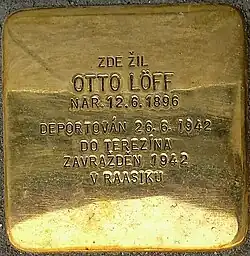 ZDE ŽIL
OTTO LÖFF
NAR. 12. 6. 1896
DEPORTOVÁN 26. 6. 1942
DO TEREZÍNA
ZAVRAŽDĚN 1942
V RAASIKU